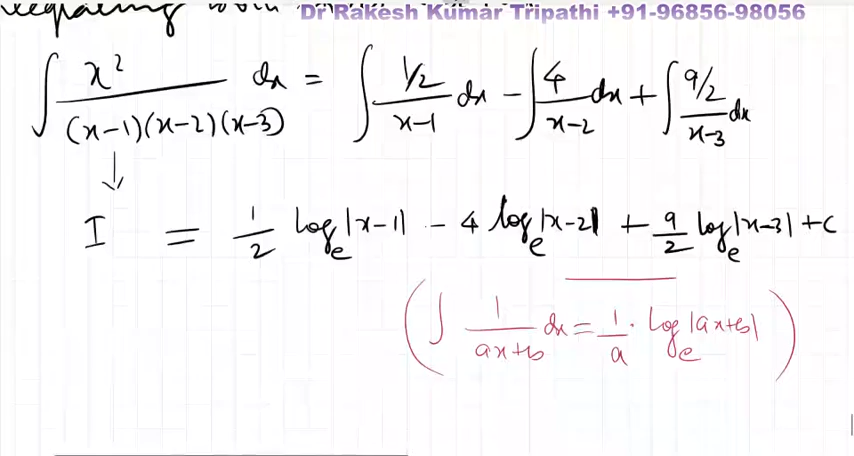 Dr Rakesh Kumar Tripathi +91-96856-98056
∫ x² / (x-1)(x-2)(x-3) dx = ∫ 1/2 / x-1 dx - ∫ 4 / x-2 dx + ∫ 9/2 / x-3 dx
↓
I = 1/2 logₑ|x-1| - 4 logₑ|x-2| + 9/2 logₑ|x-3| + c
( ∫ 1 / ax+b dx = 1/a · logₑ|ax+b| )